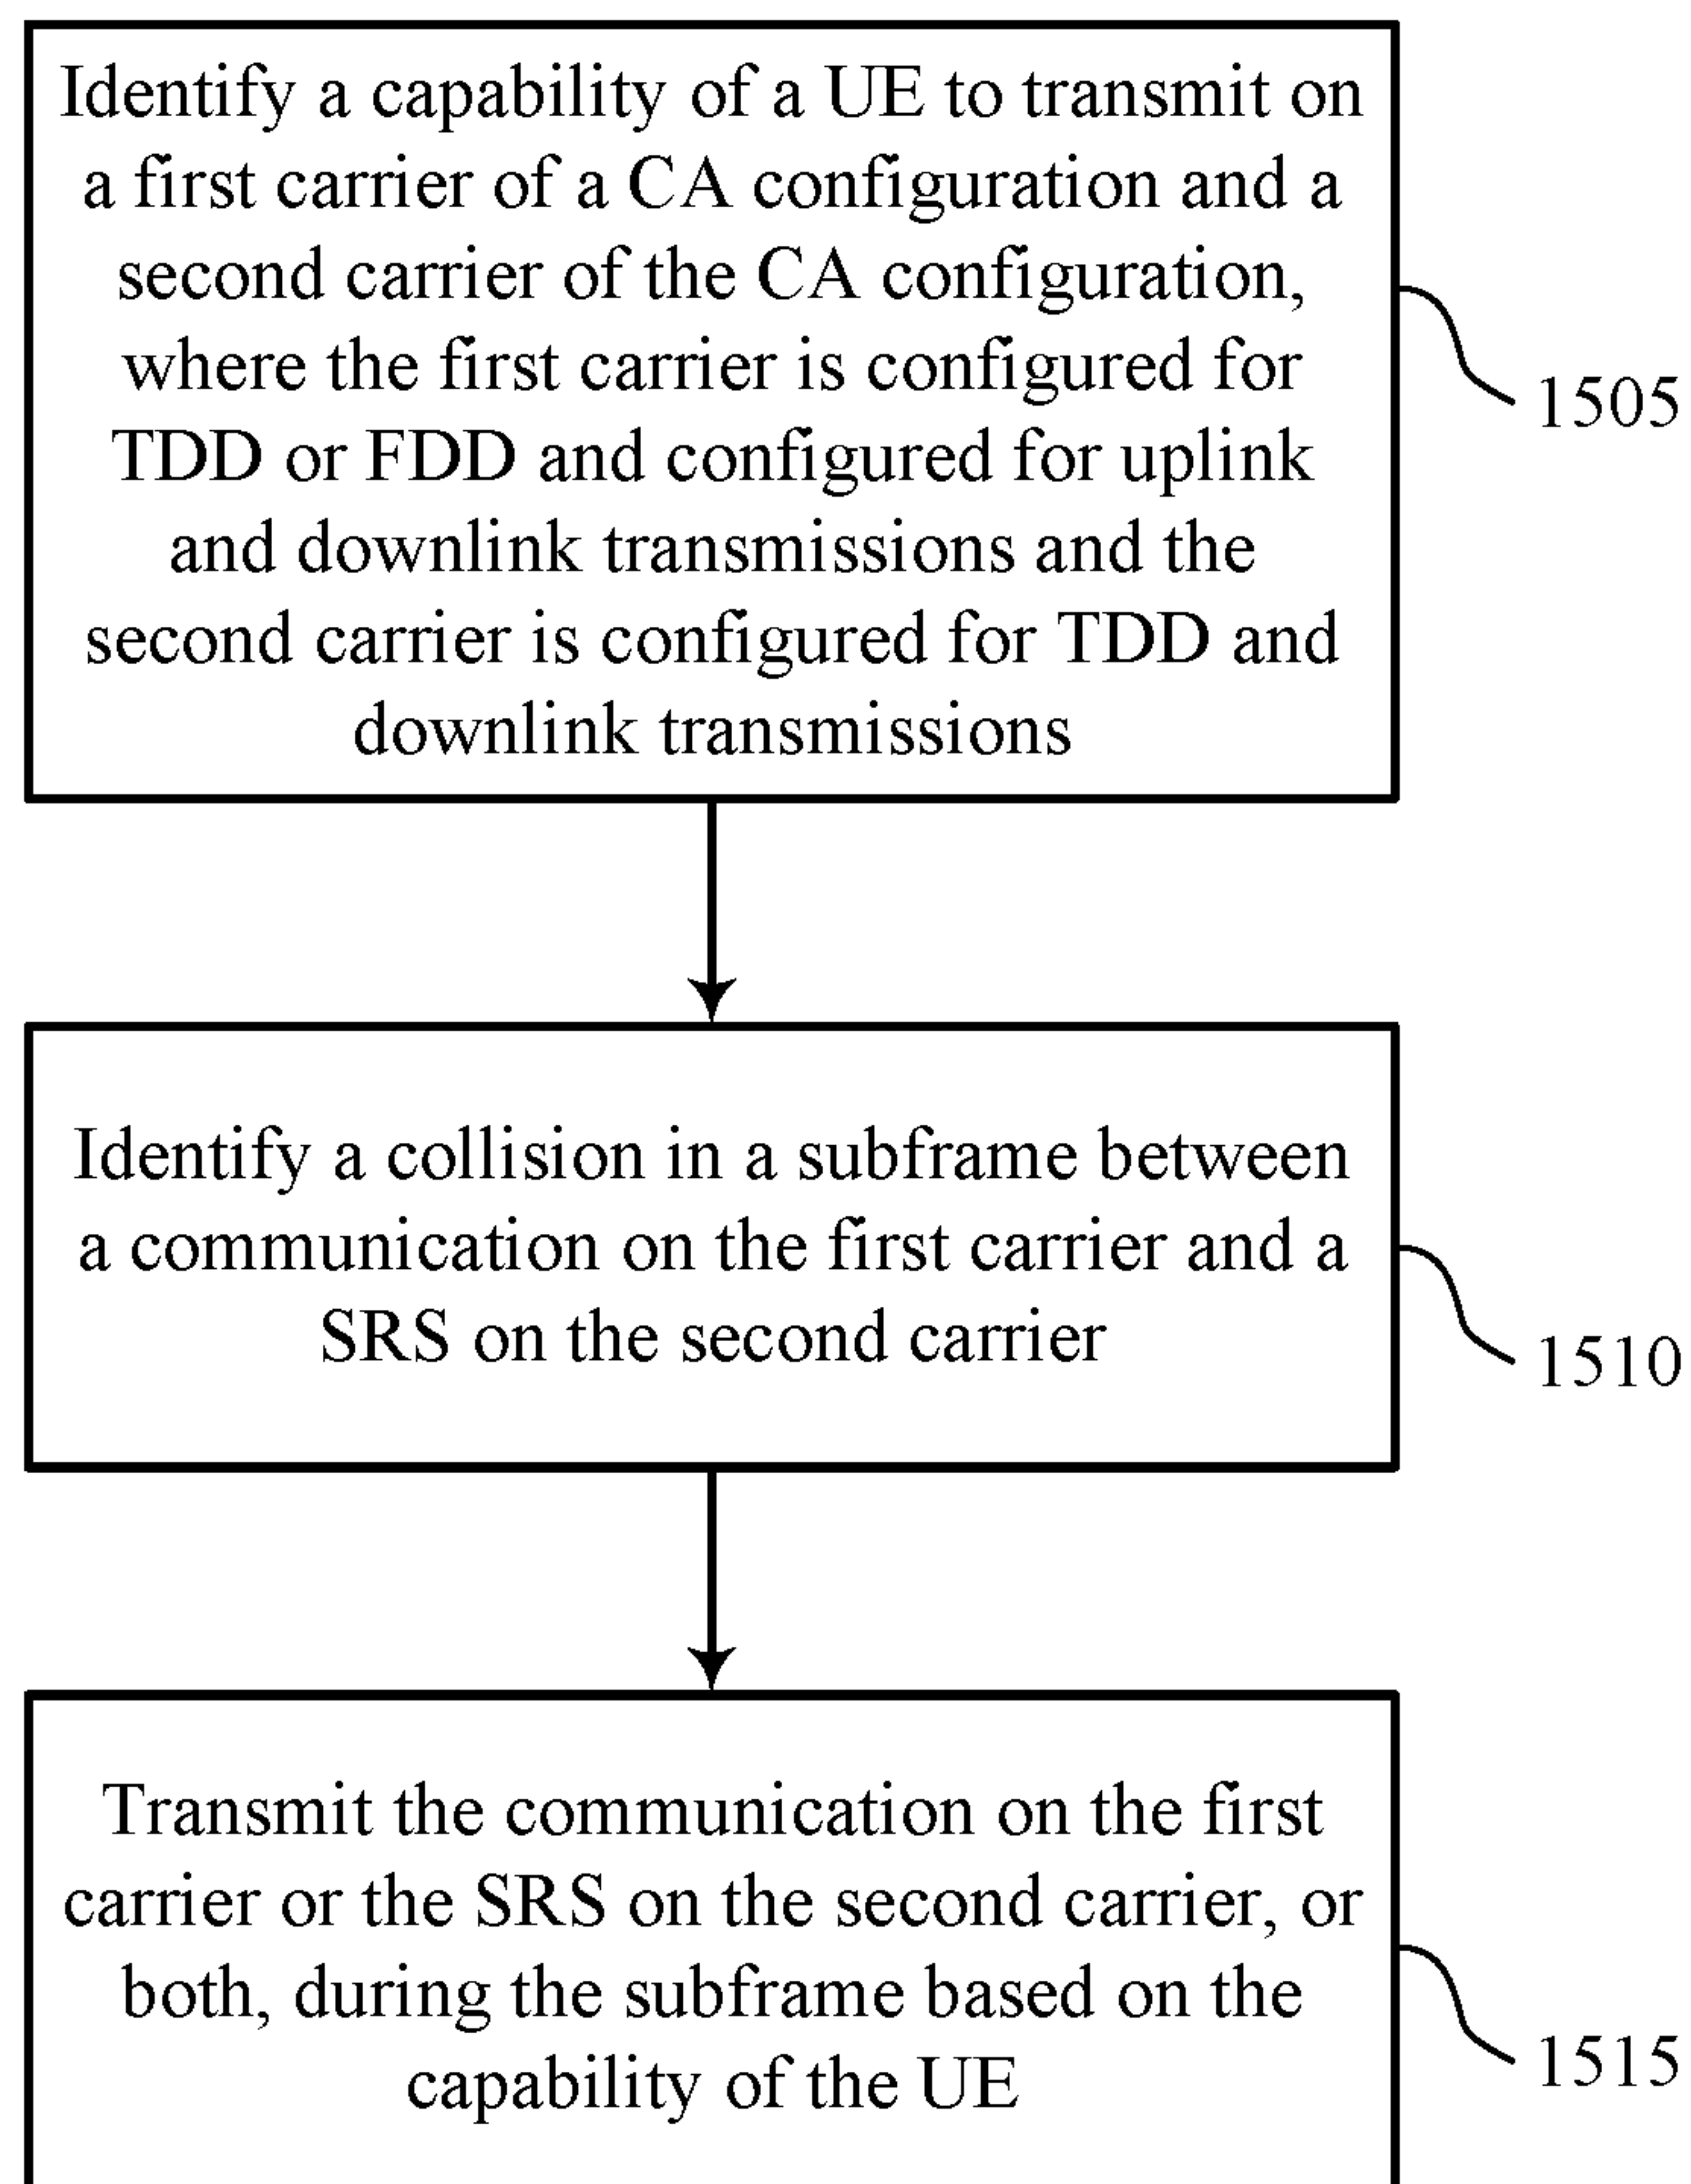 Identify a capability of a UE to transmit on
a first carrier of a CA configuration and a
second carrier of the CA configuration,
where the first carrier is configured for
TDD or FDD and configured for uplink
and downlink transmissions and the
second carrier is configured for TDD and
downlink transmissions
1505
Identify a collision in a subframe between
a communication on the first carrier and a
SRS on the second carrier
1510
Transmit the communication on the first
carrier or the SRS on the second carrier, or
both, during the subframe based on the
capability of the UE
1515